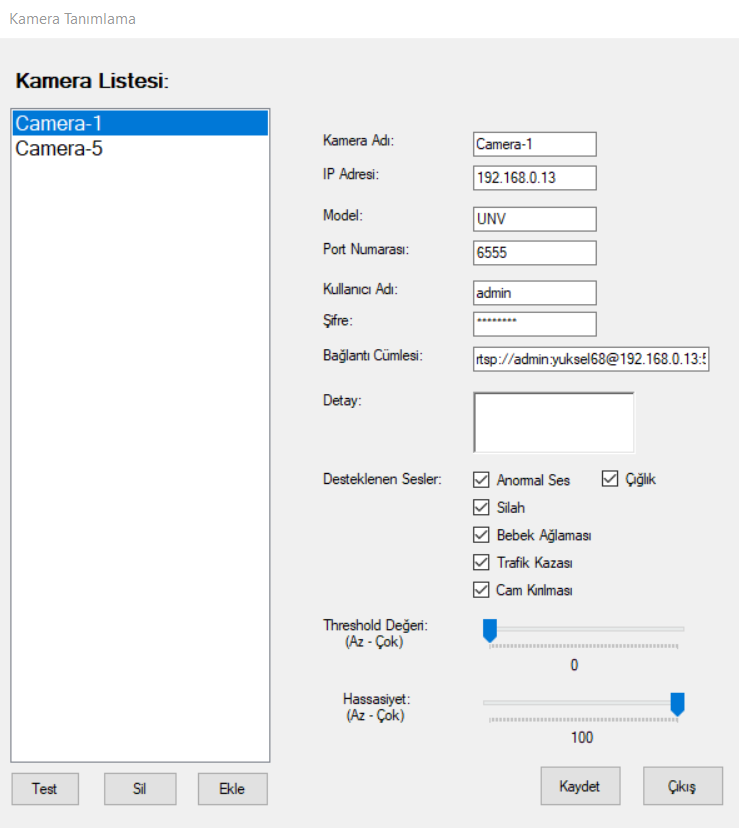 Kamera Tanımlama
Kamera Listesi:
Camera-1
Camera-5
Kamera Adı: Camera-1
IP Adresi: 192.168.0.13
Model: UNV
Port Numarası: 6555
Kullanıcı Adı: admin
Şifre: ********
Bağlantı Cümlesi: rtsp://admin:yuksel68@192.168.0.13:5
Detay:
Desteklenen Sesler: Anormal Ses Çığlık
Silah
Bebek Ağlaması
Trafik Kazası
Cam Kırılması
Threshold Değeri:
(Az - Çok)
0
Hassasiyet:
(Az - Çok)
100
Test Sil Ekle Kaydet Çıkış